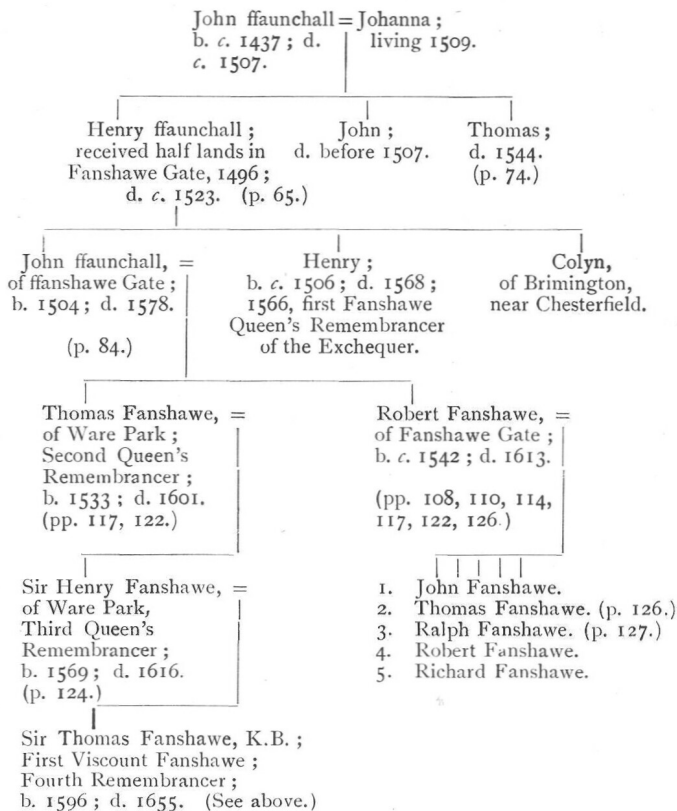 John ffaunchall = Johanna ;
b. c. 1437 ; d. living 1509.
c. 1507.
Henry ffaunchall ;
received half lands in
Fanshawe Gate, 1496 ;
d. c. 1523. (p. 65.)
John ;
d. before 1507.
Thomas ;
d. 1544.
(p. 74.)
John ffaunchall, =
of ffanshawe Gate ;
b. 1504 ; d. 1578.
(p. 84.)
Henry ;
b. c. 1506 ; d. 1568 ;
1566, first Fanshawe
Queen's Remembrancer
of the Exchequer.
Colyn,
of Brimington,
near Chesterfield.
Thomas Fanshawe, =
of Ware Park ;
Second Queen's
Remembrancer ;
b. 1533 ; d. 1601.
(pp. 117, 122.)
Robert Fanshawe, =
of Fanshawe Gate ;
b. c. 1542 ; d. 1613.
(pp. 108, 110, 114,
117, 122, 126.)
Sir Henry Fanshawe, =
of Ware Park,
Third Queen's
Remembrancer ;
b. 1569 ; d. 1616.
(p. 124.)
1. John Fanshawe.
2. Thomas Fanshawe. (p. 126.)
3. Ralph Fanshawe. (p. 127.)
4. Robert Fanshawe.
5. Richard Fanshawe.
Sir Thomas Fanshawe, K.B. ;
First Viscount Fanshawe ;
Fourth Remembrancer ;
b. 1596 ; d. 1655. (See above.)